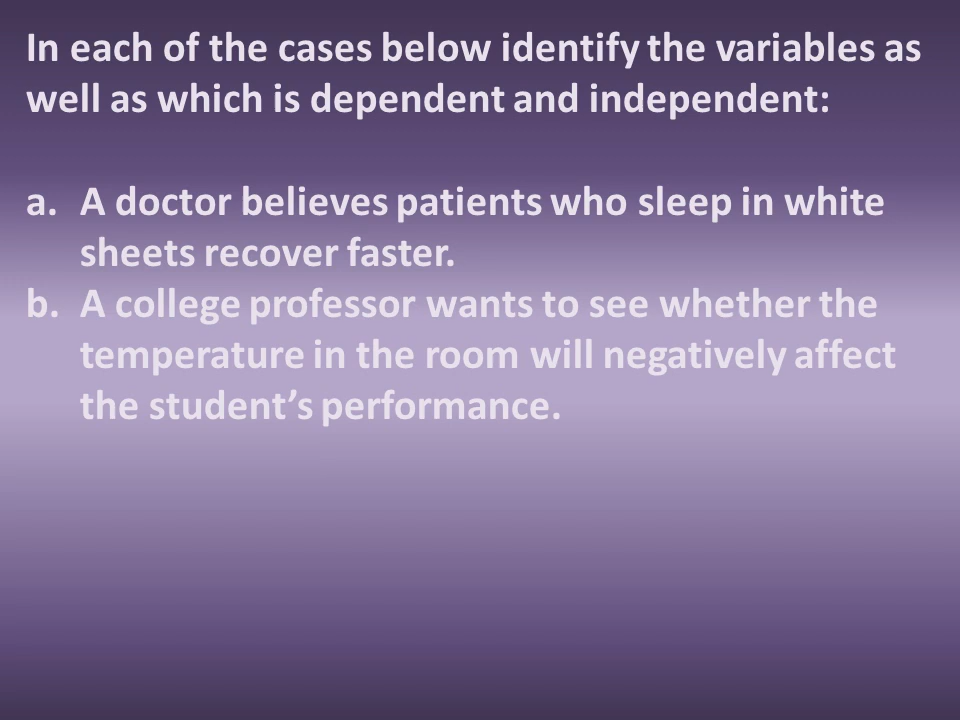 In each of the cases below identify the variables as
well as which is dependent and independent:
a. A doctor believes patients who sleep in white
sheets recover faster.
b. A college professor wants to see whether the
temperature in the room will negatively affect
the student’s performance.